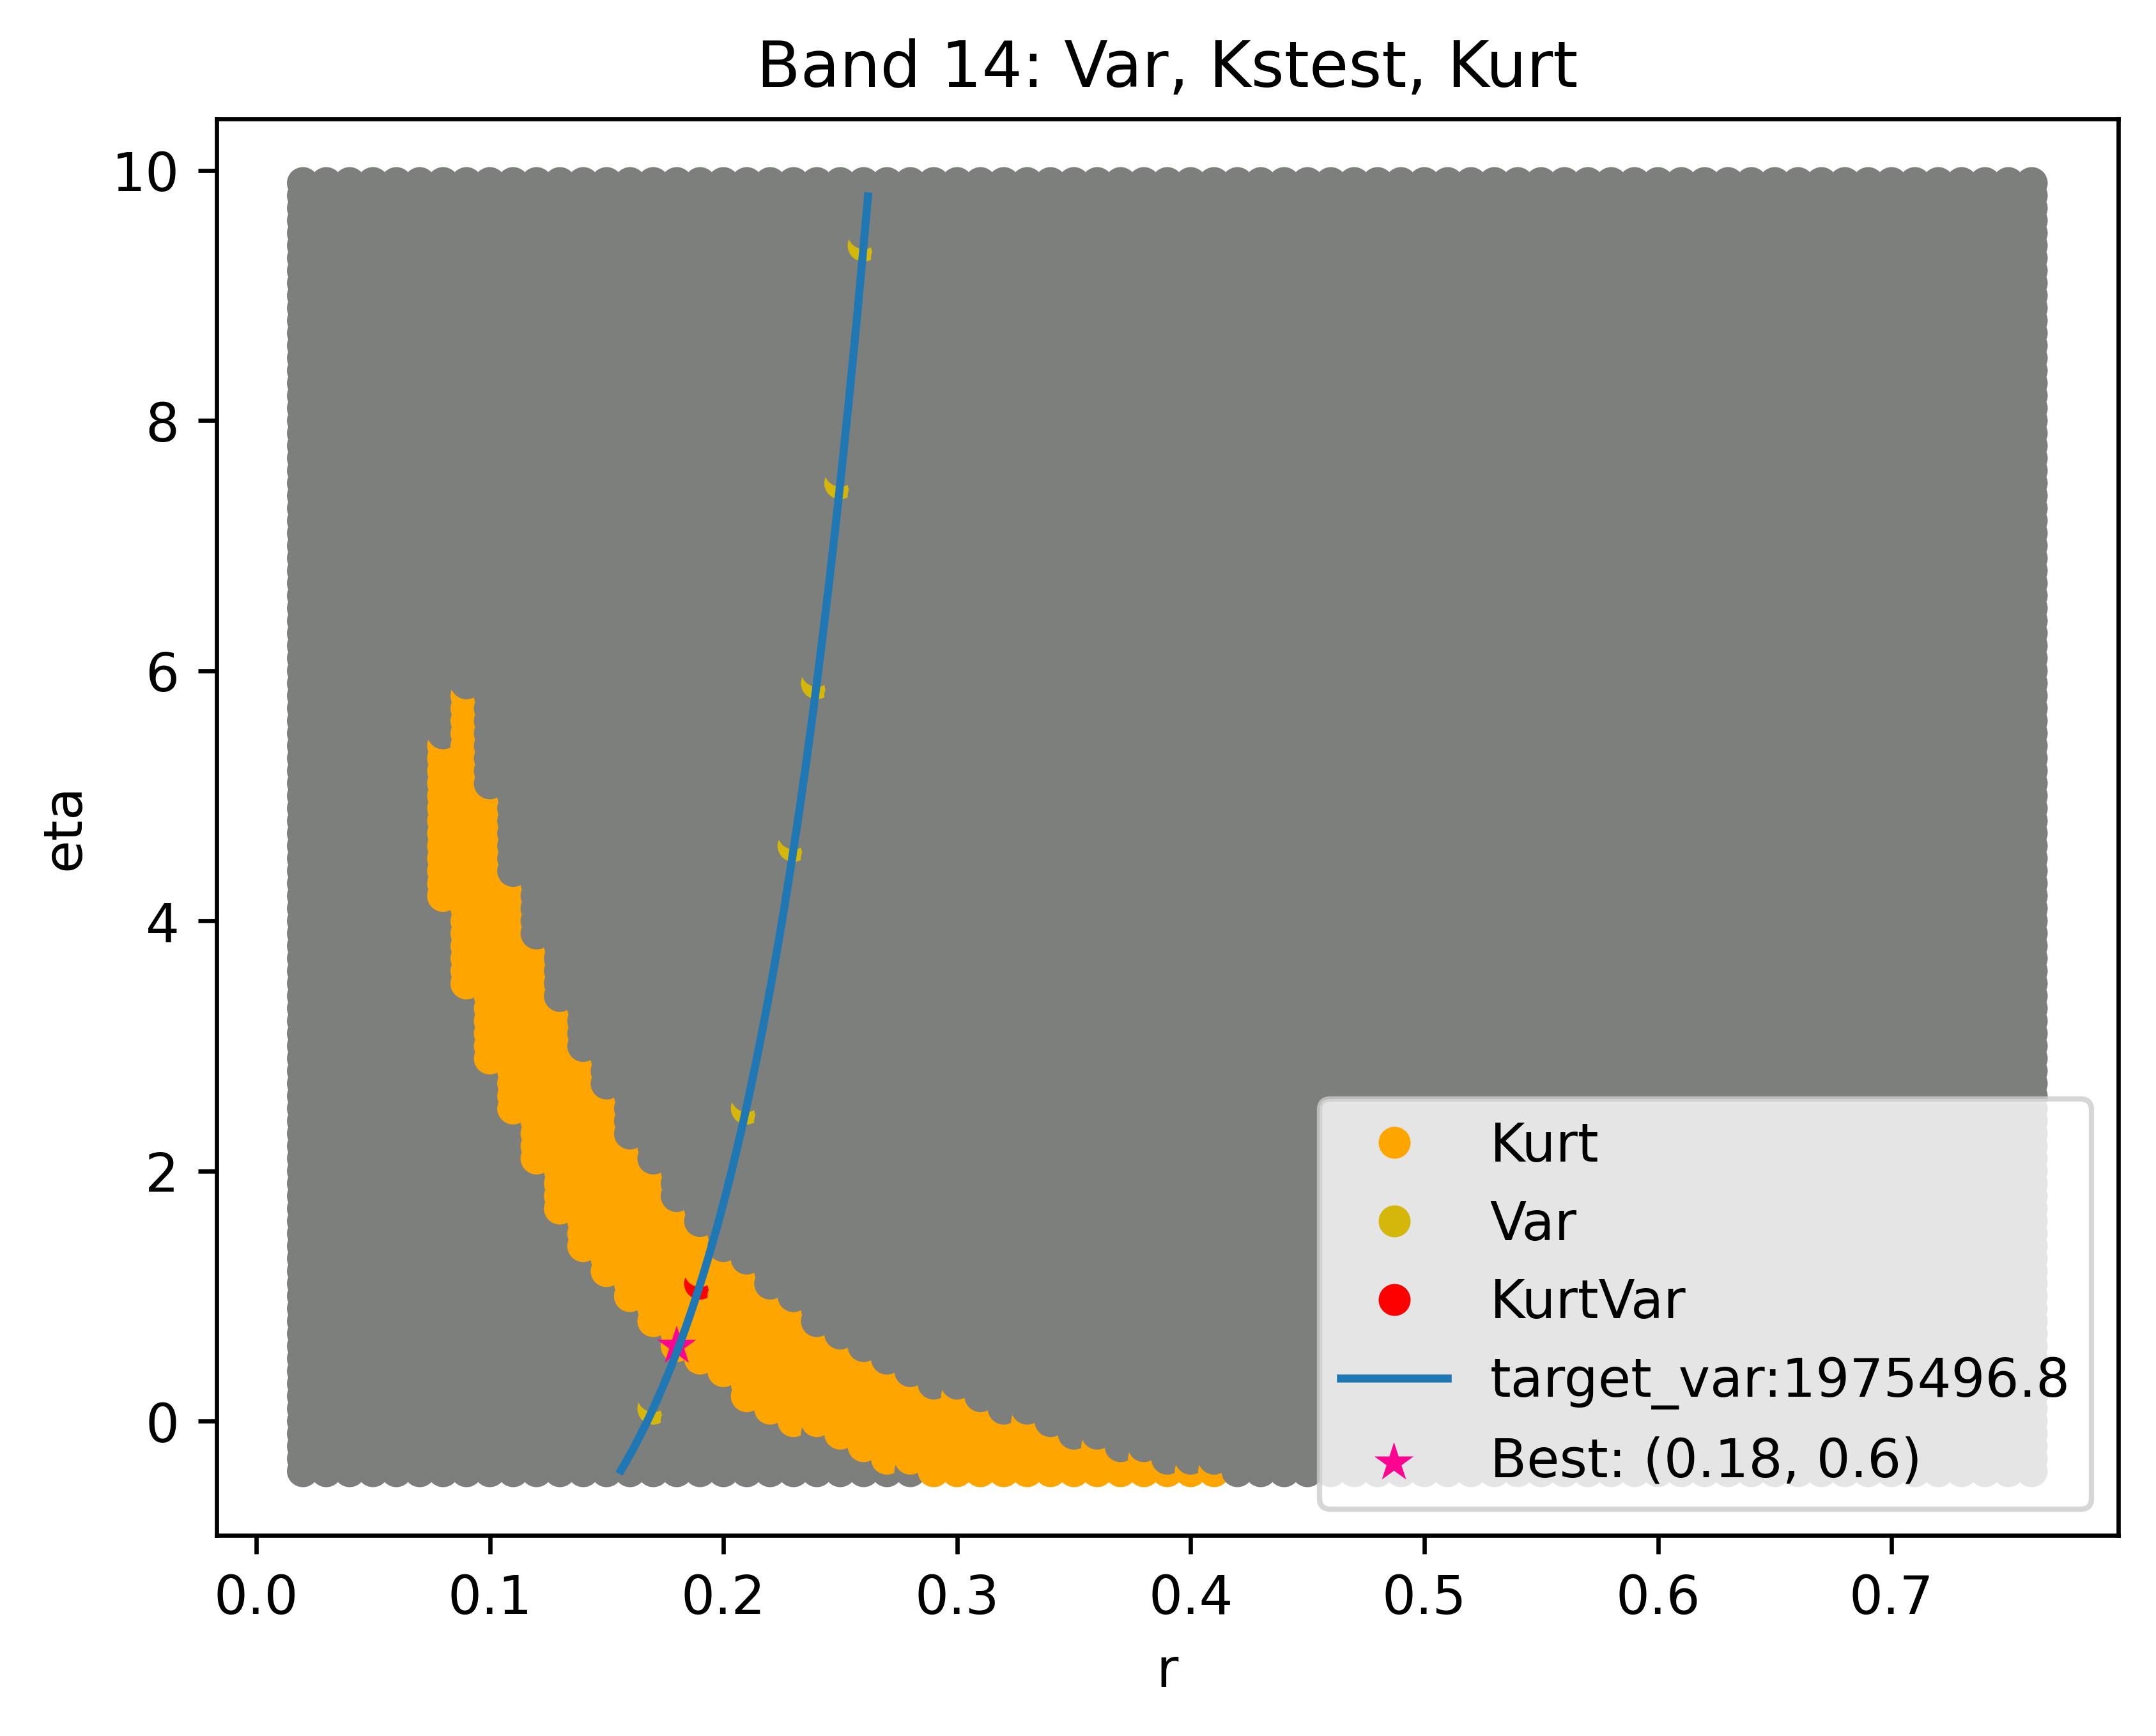 Band 14: Var, Kstest, Kurt
10
8
6
4
2
0
eta
Kurt
Var
KurtVar
target_var:1975496.8
Best: (0.18, 0.6)
0.0 0.1 0.2 0.3 0.4 0.5 0.6 0.7
r